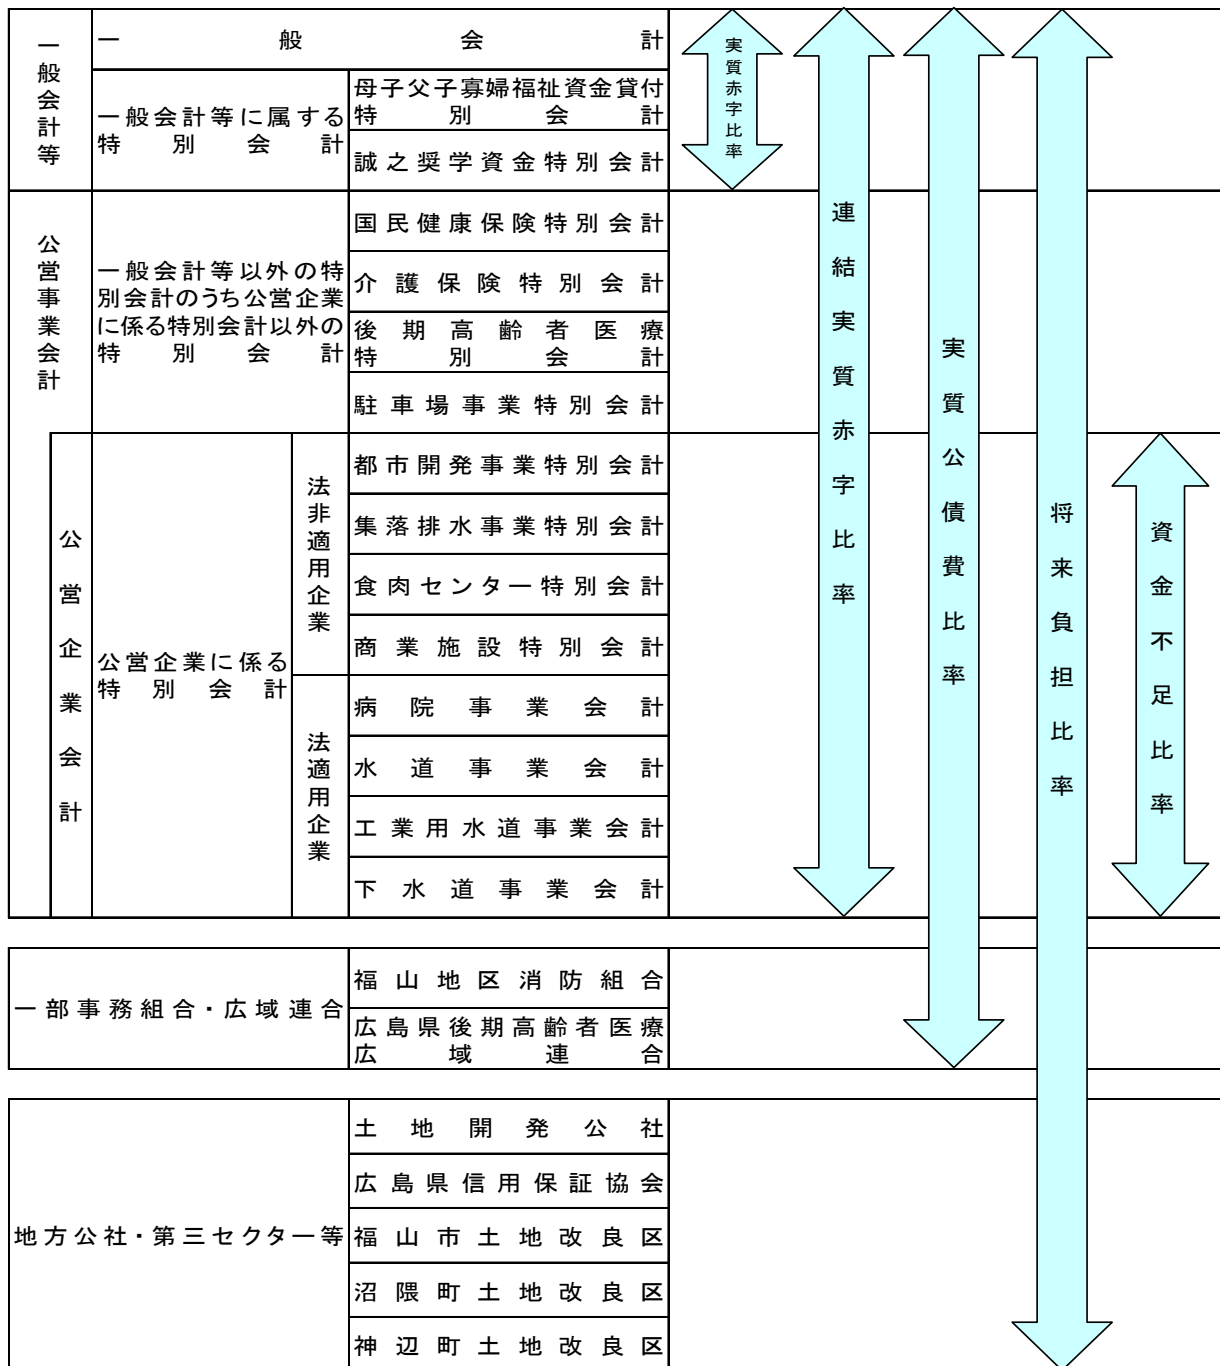 一般会計等
一般会計
実質赤字比率
一般会計等に属する
特別会計
母子父子寡婦福祉資金貸付
特別会計
誠之奨学資金特別会計
公営事業会計
一般会計等以外の特
別会計のうち公営企業
に係る特別会計以外の
特別会計
国民健康保険特別会計
介護保険特別会計
後期高齢者医療
特別会計
駐車場事業特別会計
連結実質赤字比率
実質公債費比率
将来負担比率
資金不足比率
公営企業会計
公営企業に係る
特別会計
法非適用企業
都市開発事業特別会計
集落排水事業特別会計
食肉センター特別会計
商業施設特別会計
法適用企業
病院事業会計
水道事業会計
工業用水道事業会計
下水道事業会計
一部事務組合・広域連合
福山地区消防組合
広島県後期高齢者医療
広域連合
地方公社・第三セクター等
土地開発公社
広島県信用保証協会
福山市土地改良区
沼隈町土地改良区
神辺町土地改良区